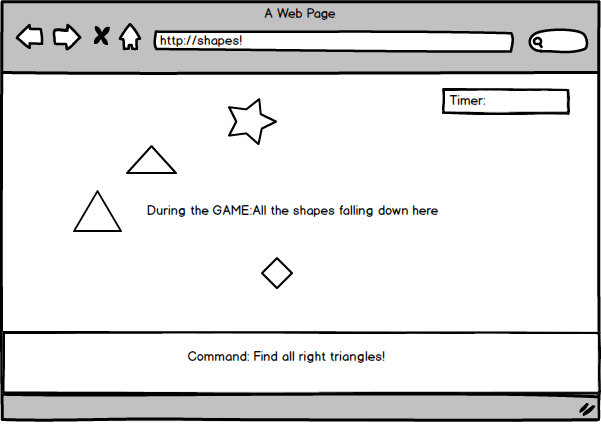 A Web Page
http://shapes!
Timer:
During the GAME:All the shapes falling down here
Command: Find all right triangles!